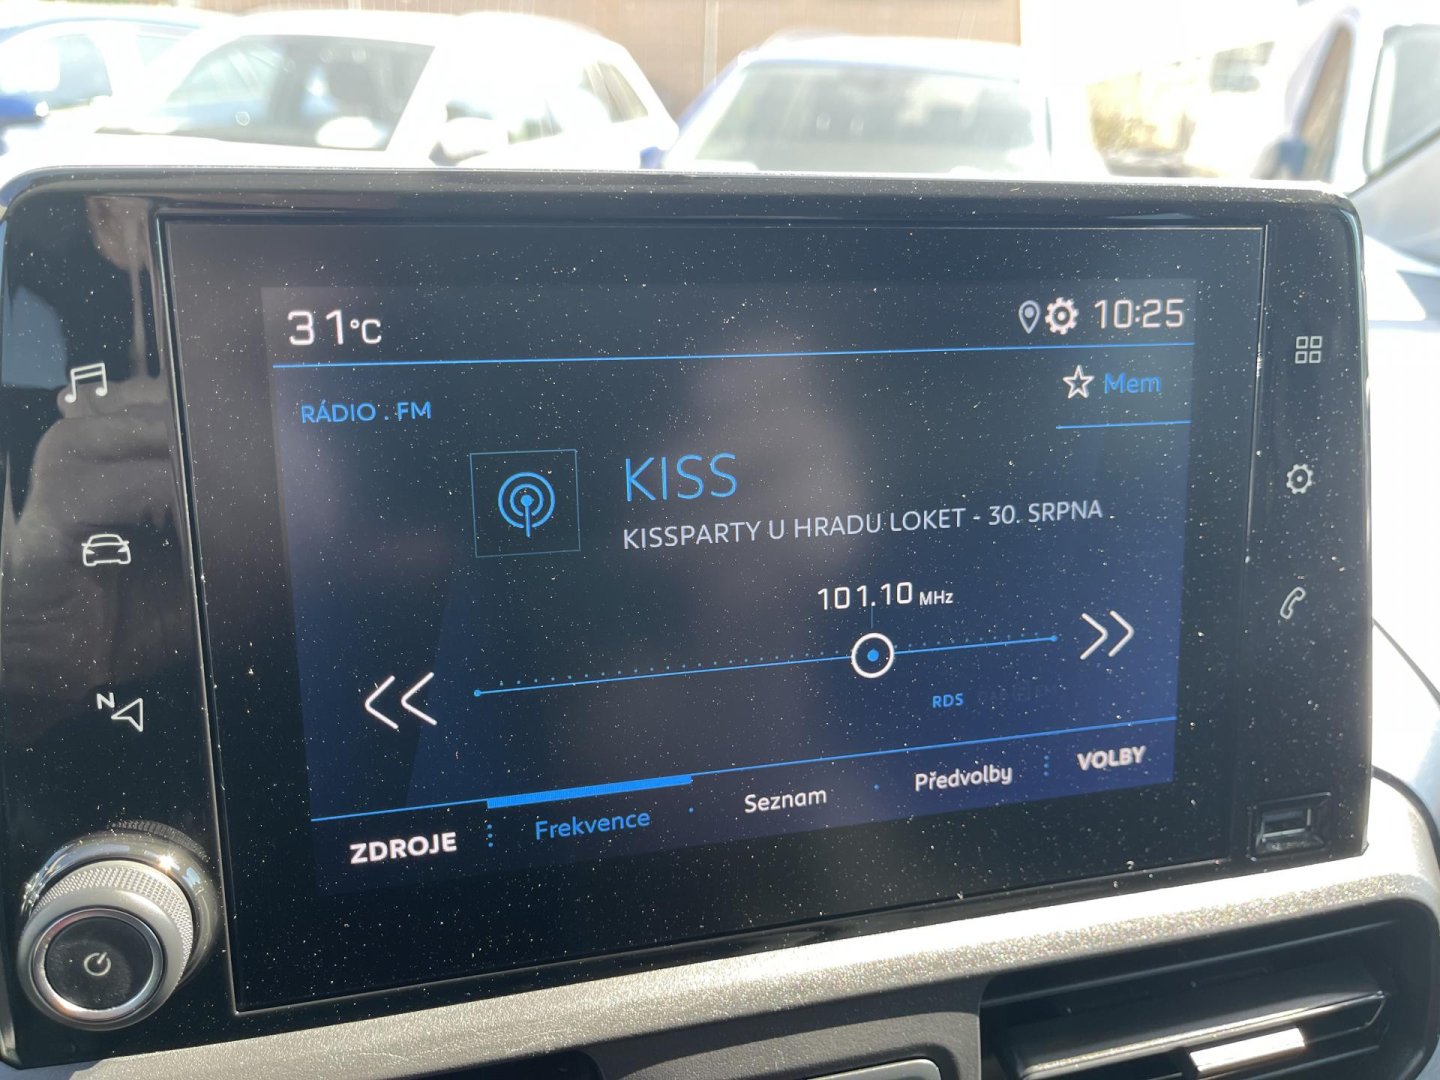 31°C
10:25
RÁDIO . FM
Mem
KISS
KISSPARTY U HRADU LOKET - 30. SRPNA
101.10 MHz
RDS
N
ZDROJE
Frekvence
Seznam
Předvolby
VOLBY